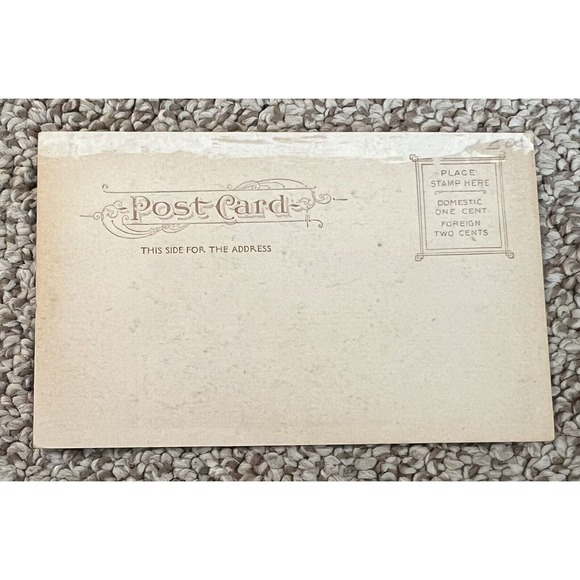 Post Card
THIS SIDE FOR THE ADDRESS
PLACE
STAMP HERE
DOMESTIC
ONE CENT.
FOREIGN
TWO CENTS